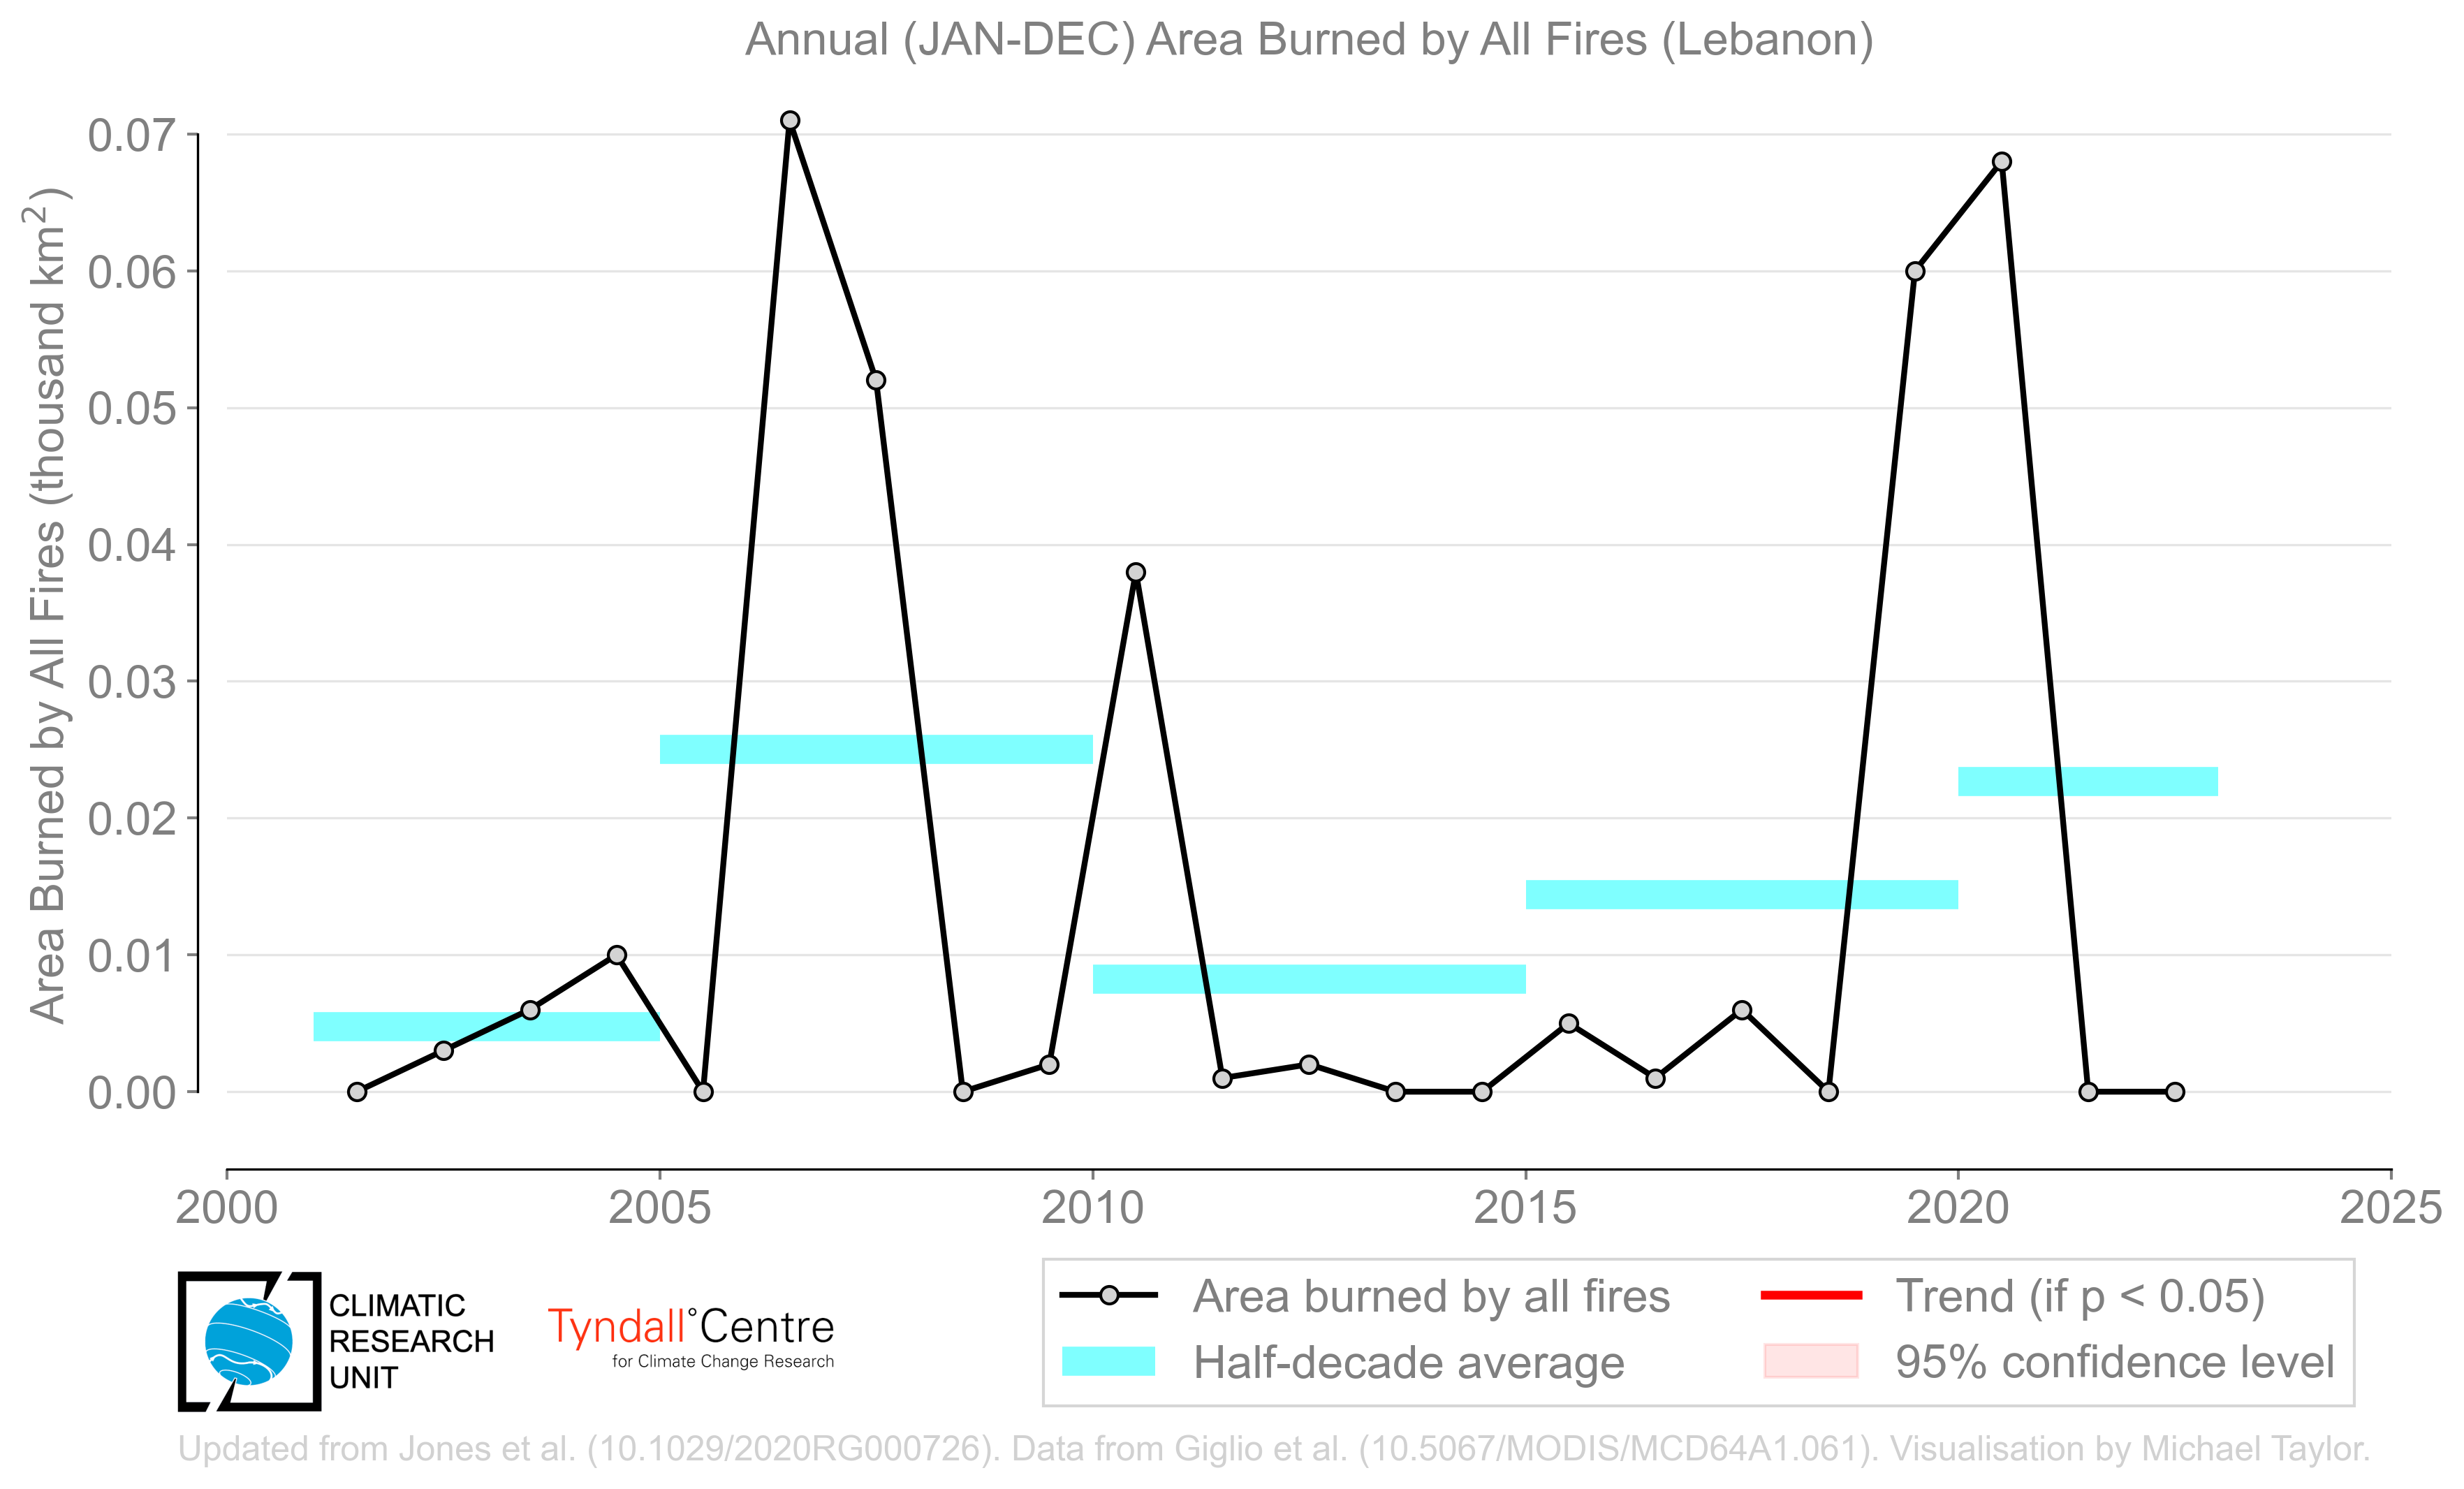 Annual (JAN-DEC) Area Burned by All Fires (Lebanon)
Area Burned by All Fires (thousand km²)
0.07
0.06
0.05
0.04
0.03
0.02
0.01
0.00
2000 2005 2010 2015 2020 2025
CLIMATIC
RESEARCH
UNIT
Tyndall°Centre
for Climate Change Research
Area burned by all fires
Half-decade average
Trend (if p < 0.05)
95% confidence level
Updated from Jones et al. (10.1029/2020RG000726). Data from Giglio et al. (10.5067/MODIS/MCD64A1.061). Visualisation by Michael Taylor.